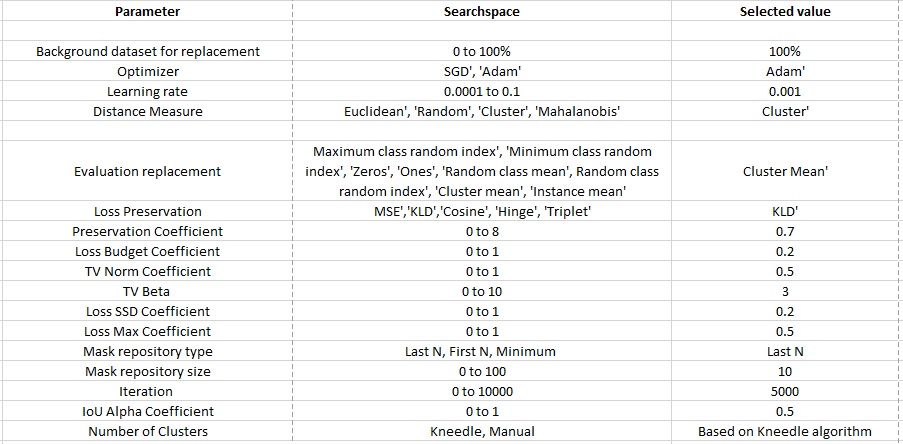 Parameter Searchspace Selected value
Background dataset for replacement 0 to 100% 100%
Optimizer SGD', 'Adam' Adam'
Learning rate 0.0001 to 0.1 0.001
Distance Measure Euclidean', 'Random', 'Cluster', 'Mahalanobis' Cluster'
Maximum class random index', 'Minimum class random
Evaluation replacement index', 'Zeros', 'Ones', 'Random class mean', Random class Cluster Mean'
random index', 'Cluster mean', 'Instance mean'
Loss Preservation MSE','KLD','Cosine', 'Hinge', 'Triplet' KLD'
Preservation Coefficient 0 to 8 0.7
Loss Budget Coefficient 0 to 1 0.2
TV Norm Coefficient 0 to 1 0.5
TV Beta 0 to 10 3
Loss SSD Coefficient 0 to 1 0.2
Loss Max Coefficient 0 to 1 0.5
Mask repository type Last N, First N, Minimum Last N
Mask repository size 0 to 100 10
Iteration 0 to 10000 5000
IoU Alpha Coefficient 0 to 1 0.5
Number of Clusters Kneedle, Manual Based on Kneedle algorithm